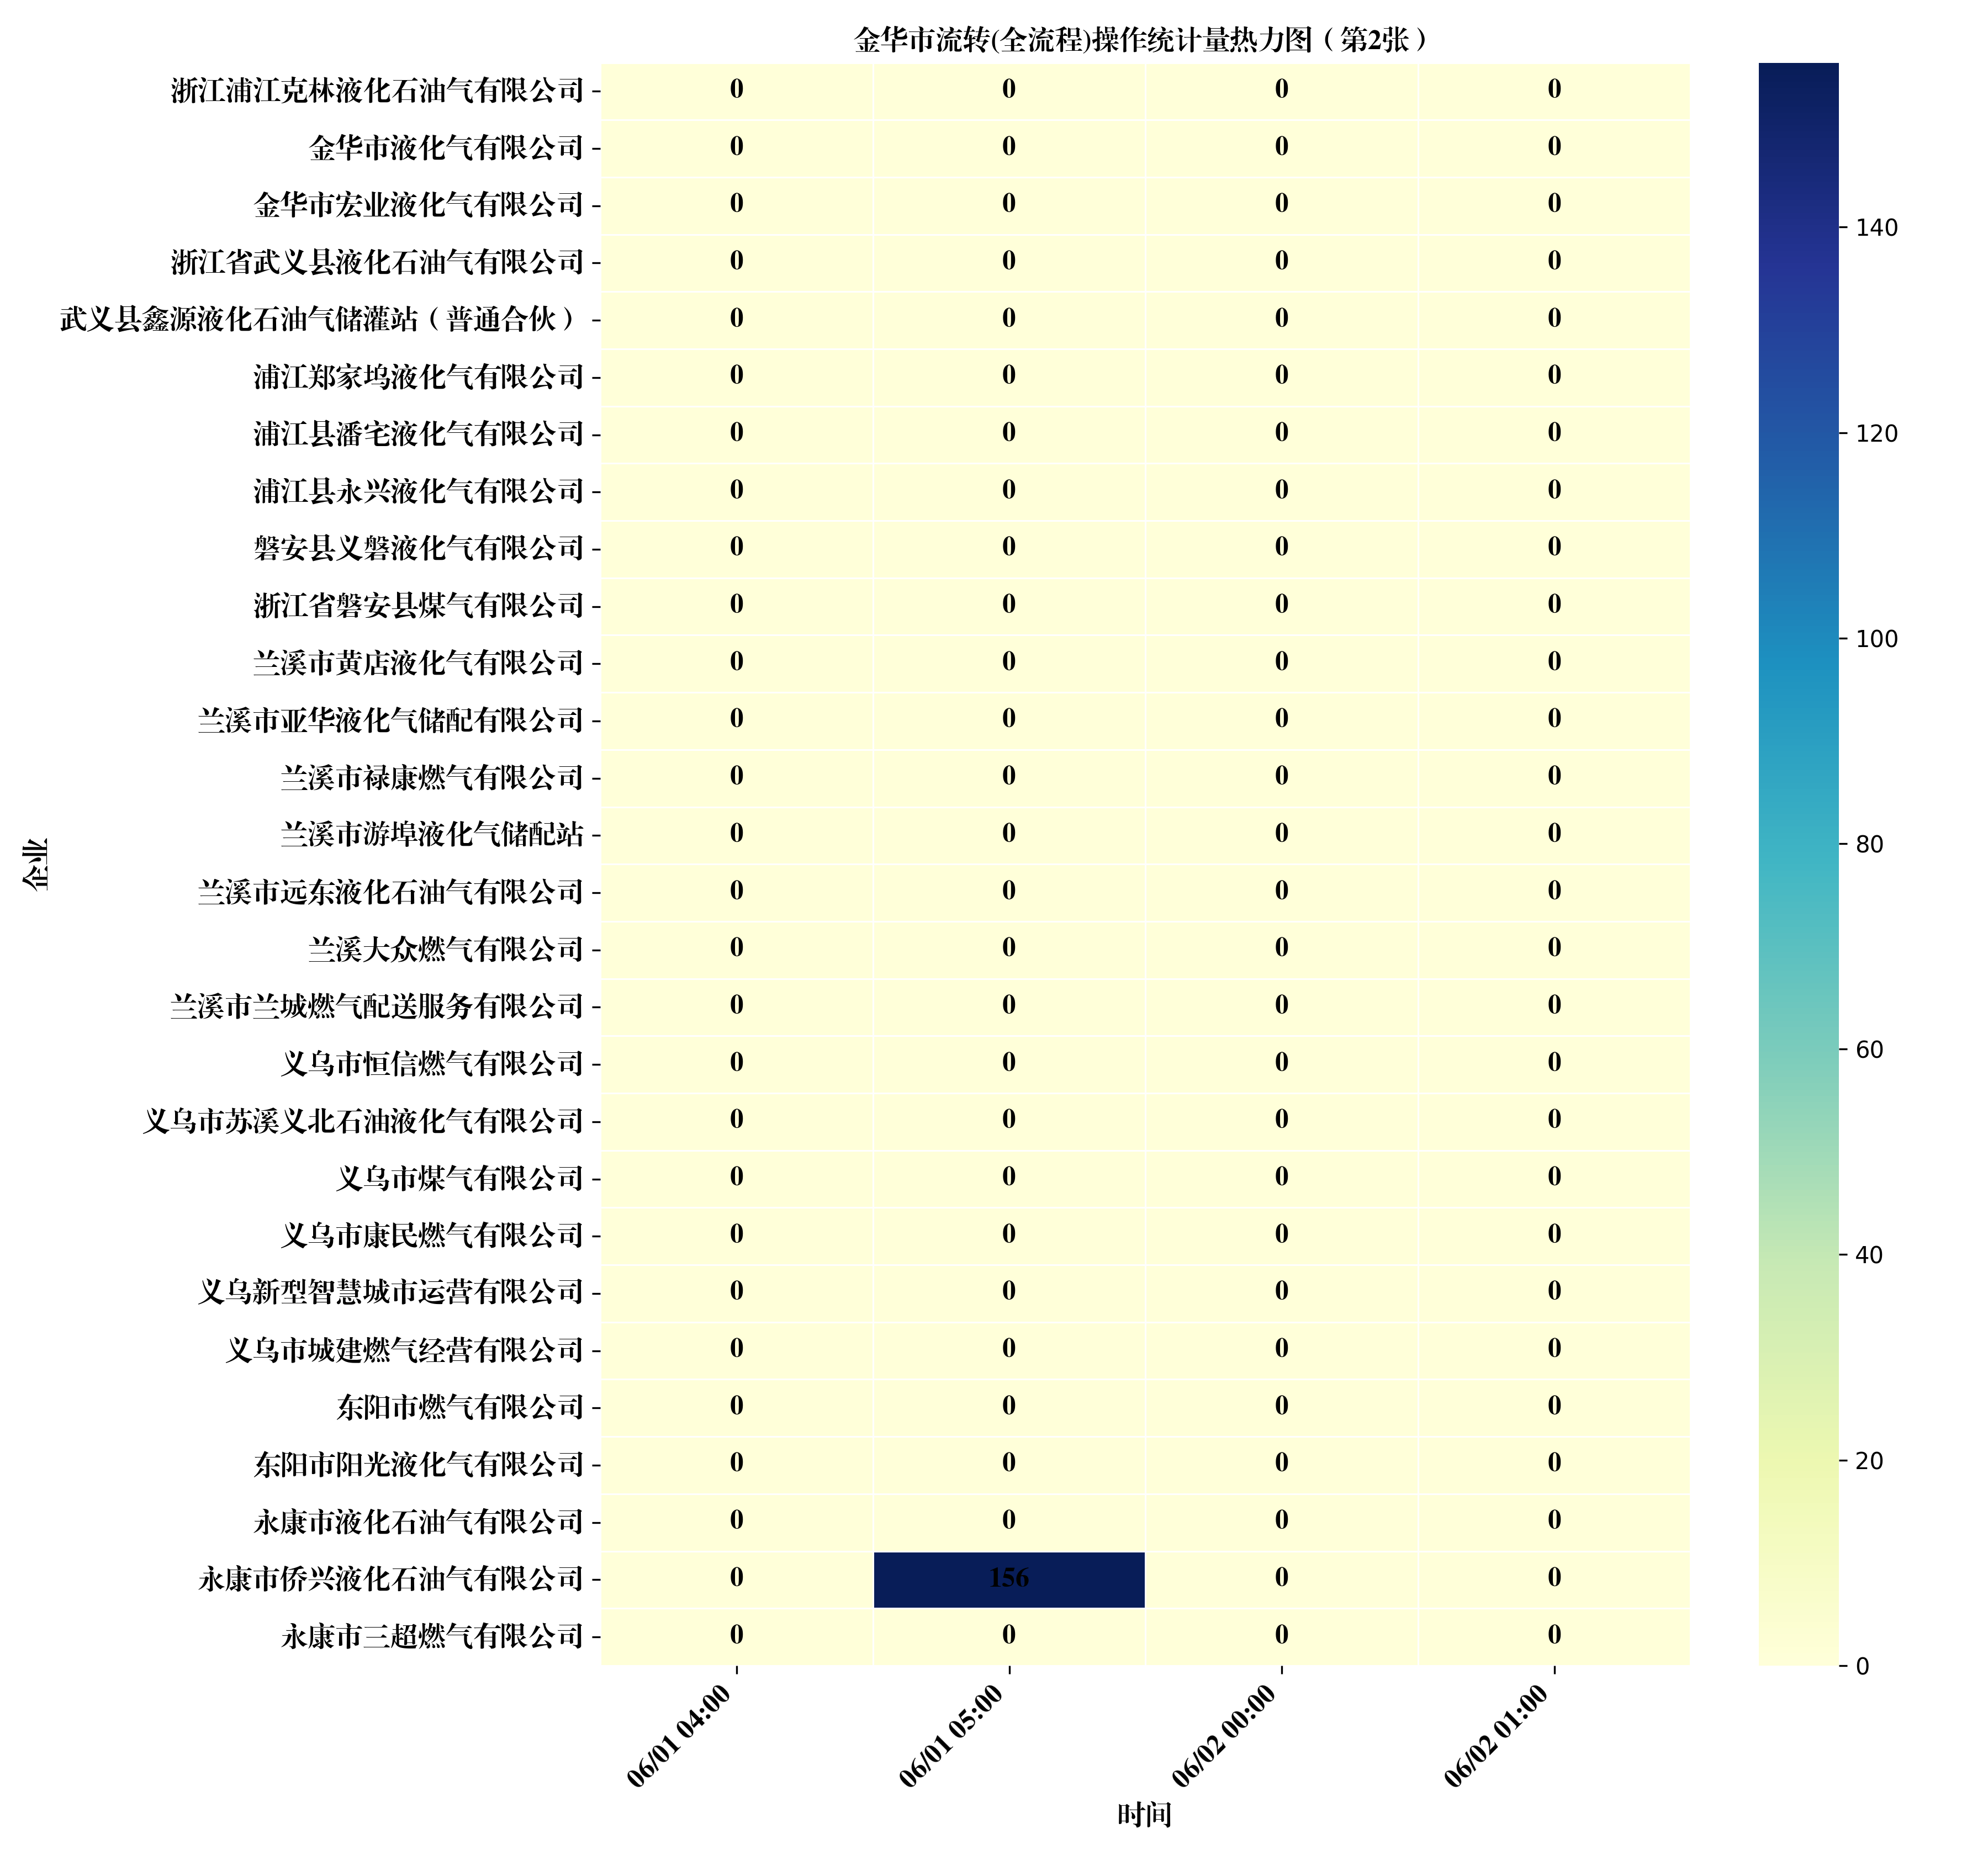 金华市流转(全流程)操作统计量热力图（第2张）
企业
浙江浦江克林液化石油气有限公司 0 0 0 0
金华市液化气有限公司 0 0 0 0
金华市宏业液化气有限公司 0 0 0 0
浙江省武义县液化石油气有限公司 0 0 0 0
武义县鑫源液化石油气储灌站（普通合伙） 0 0 0 0
浦江郑家坞液化气有限公司 0 0 0 0
浦江县潘宅液化气有限公司 0 0 0 0
浦江县永兴液化气有限公司 0 0 0 0
磐安县义磐液化气有限公司 0 0 0 0
浙江省磐安县煤气有限公司 0 0 0 0
兰溪市黄店液化气有限公司 0 0 0 0
兰溪市亚华液化气储配有限公司 0 0 0 0
兰溪市禄康燃气有限公司 0 0 0 0
兰溪市游埠液化气储配站 0 0 0 0
兰溪市远东液化石油气有限公司 0 0 0 0
兰溪大众燃气有限公司 0 0 0 0
兰溪市兰城燃气配送服务有限公司 0 0 0 0
义乌市恒信燃气有限公司 0 0 0 0
义乌市苏溪义北石油液化气有限公司 0 0 0 0
义乌市煤气有限公司 0 0 0 0
义乌市康民燃气有限公司 0 0 0 0
义乌新型智慧城市运营有限公司 0 0 0 0
义乌市城建燃气经营有限公司 0 0 0 0
东阳市燃气有限公司 0 0 0 0
东阳市阳光液化气有限公司 0 0 0 0
永康市液化石油气有限公司 0 0 0 0
永康市侨兴液化石油气有限公司 0 156 0 0
永康市三超燃气有限公司 0 0 0 0
06/01 04:00
06/01 05:00
06/02 00:00
06/02 01:00
时间
140
120
100
80
60
40
20
0